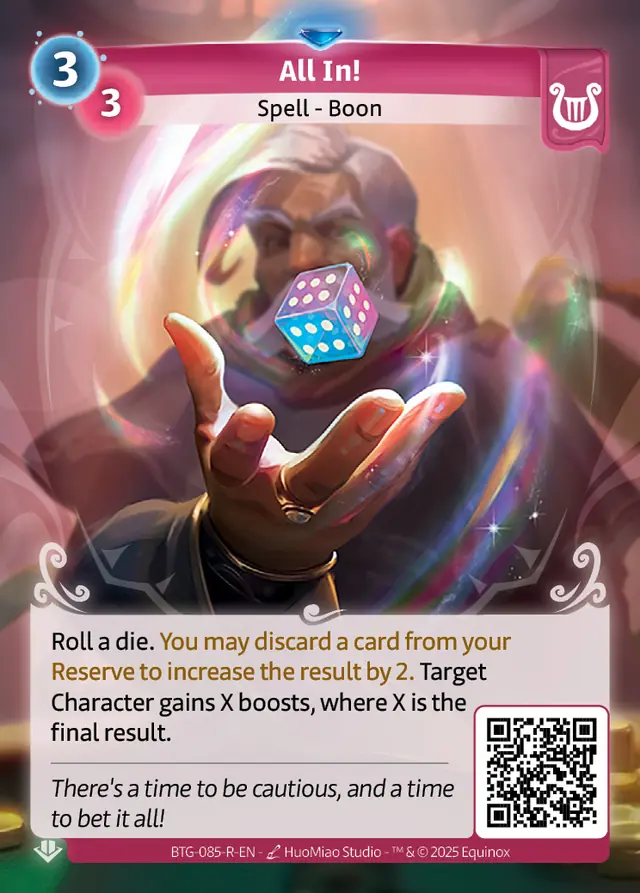 3
All In!
3
Spell - Boon
Roll a die. You may discard a card from your
Reserve to increase the result by 2. Target
Character gains X boosts, where X is the
final result.
There's a time to be cautious, and a time
to bet it all!
BTG-085-R-EN - HuoMiao Studio - ™ & © 2025 Equinox